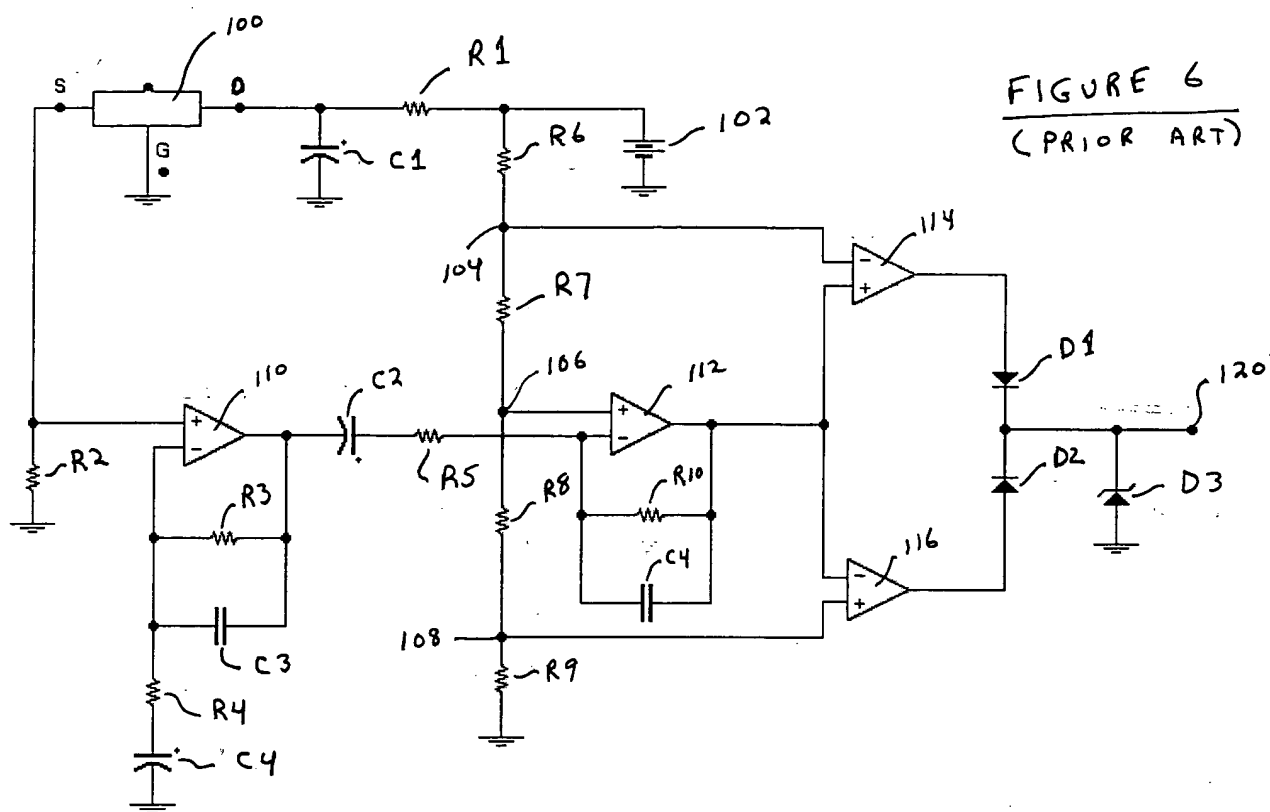 100
R1
FIGURE 6
(PRIOR ART)
S
D
G
+
C1
R6
102
104
R7
114
-
+
106
110
C2
112
D1
120
+
-
+
+
-
R2
R5
R3
R8
R10
D2
D3
C4
116
-
+
C3
108
R9
R4
+
C4